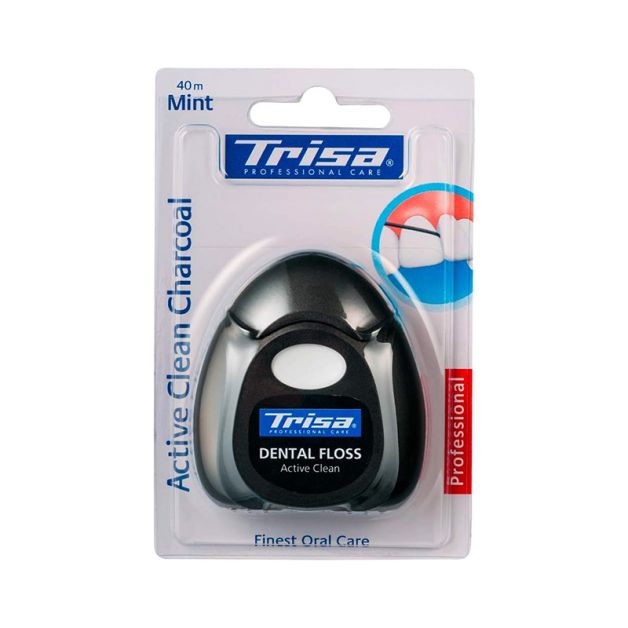 40 m
Mint
Trisa®
PROFESSIONAL CARE
Active Clean Charcoal
Trisa®
PROFESSIONAL CARE
DENTAL FLOSS
Active Clean
Professional
Finest Oral Care